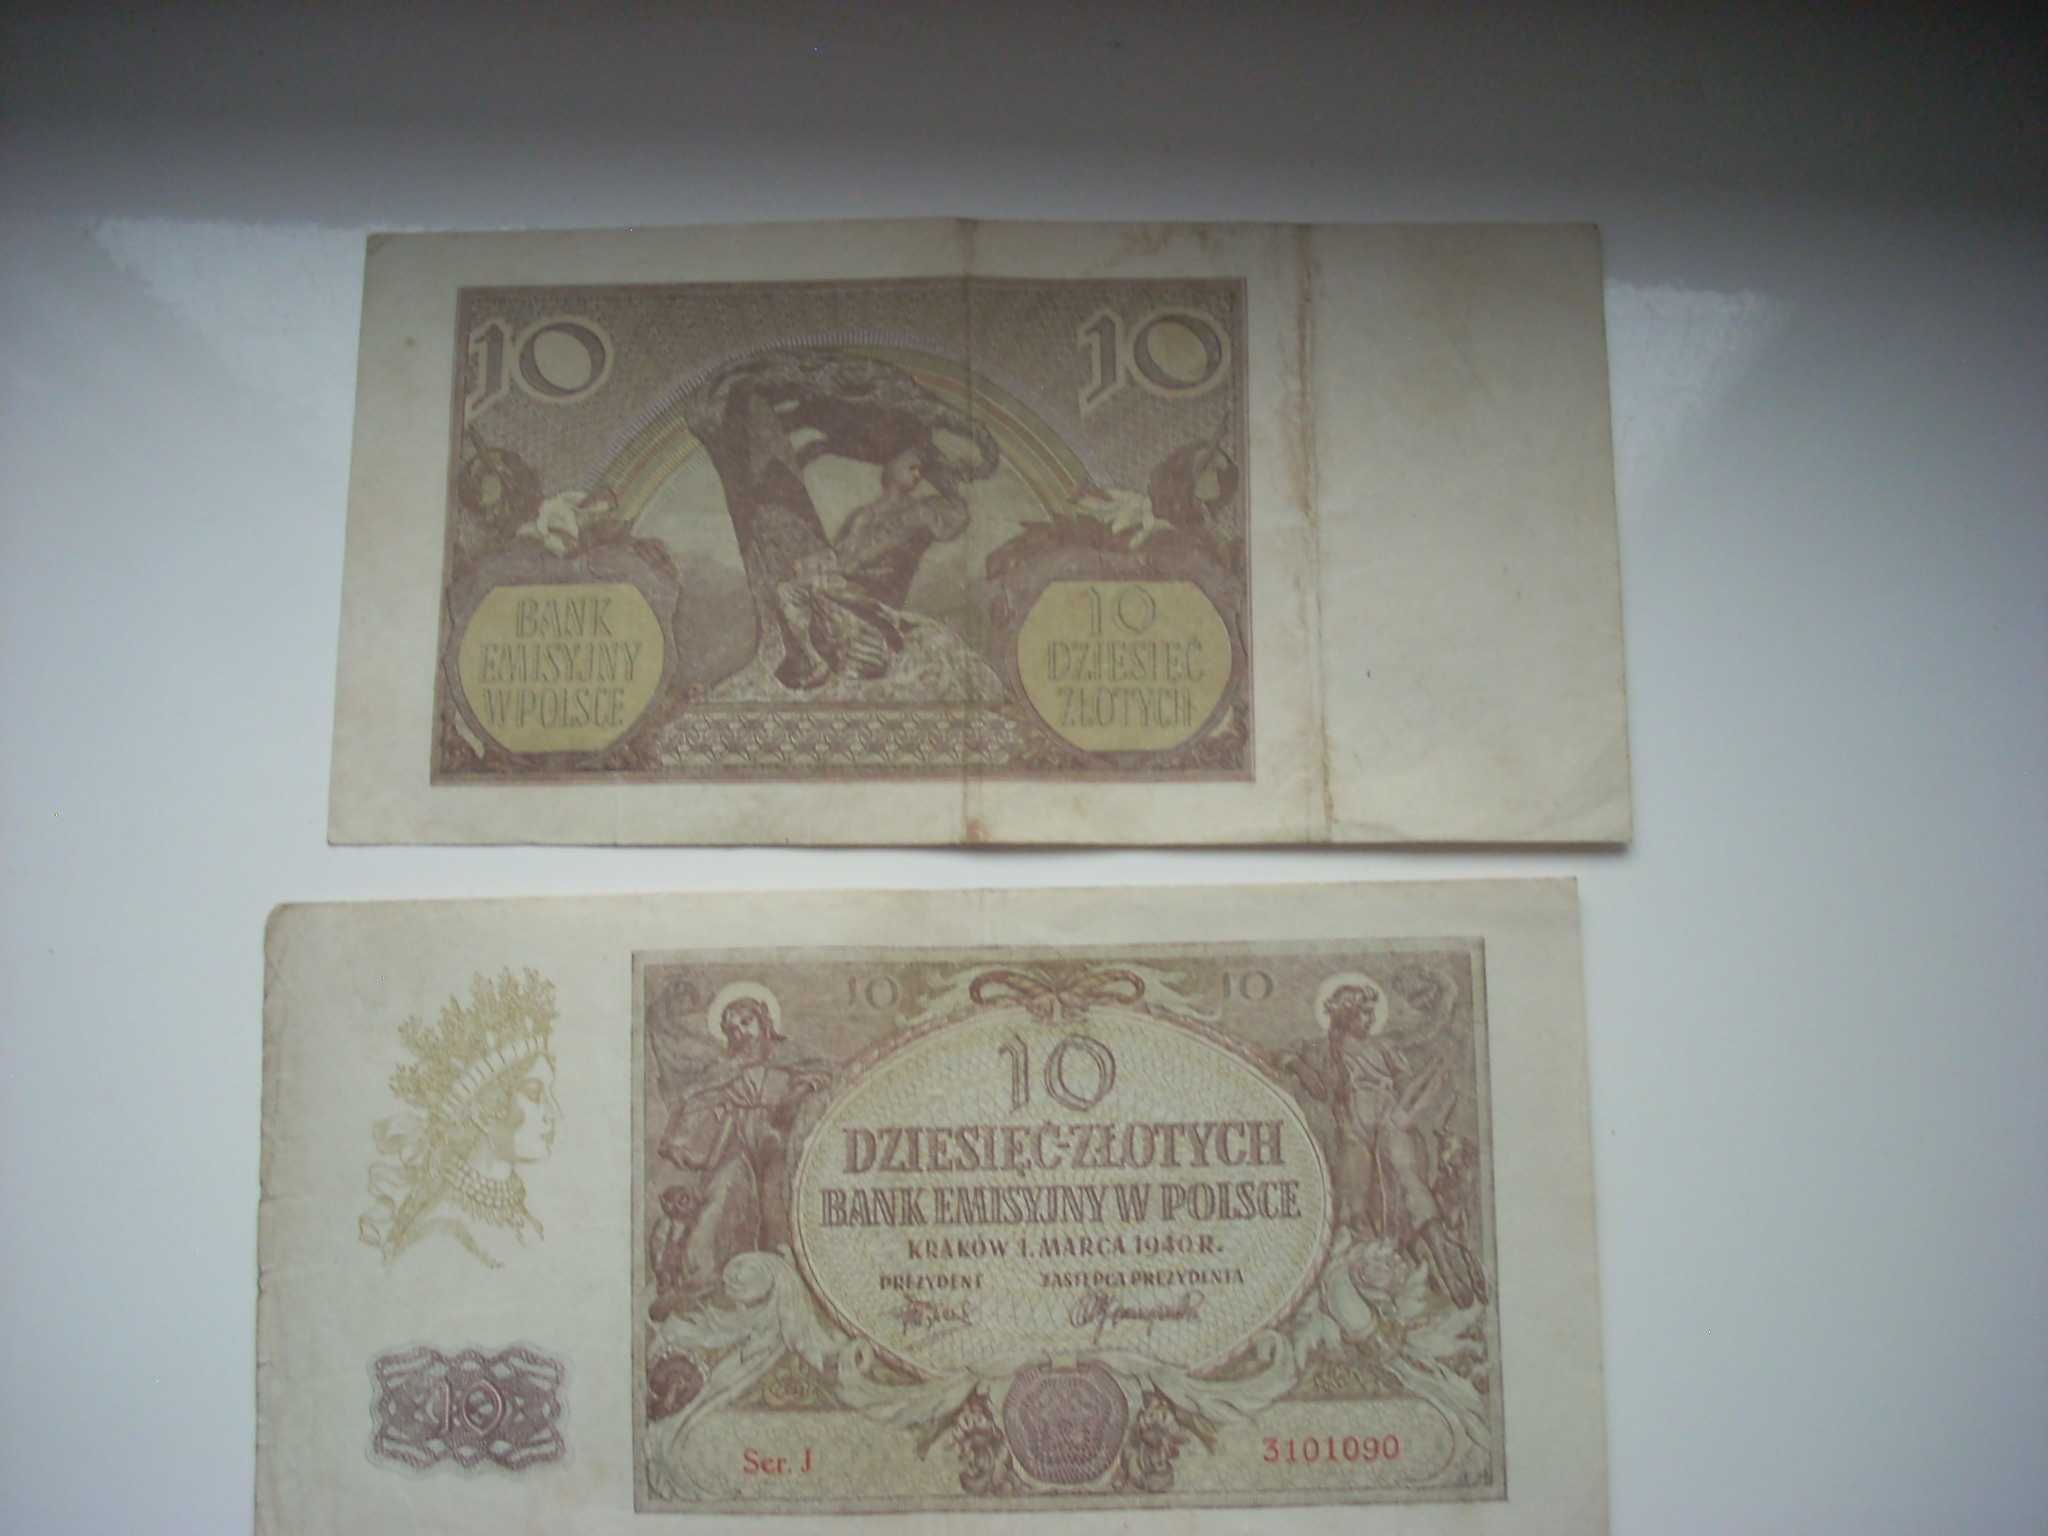 10 10
BANK
EMISYJNY
W POLSCE
10
DZIESIĘĆ
ZŁOTYCH
10 10
10
DZIESIĘĆ-ZŁOTYCH
BANK EMISYJNY W POLSCE
KRAKÓW 1. MARCA 1940 R.
PREZYDENT ZASTĘPCA PREZYDENTA
10
Ser. J 3101090